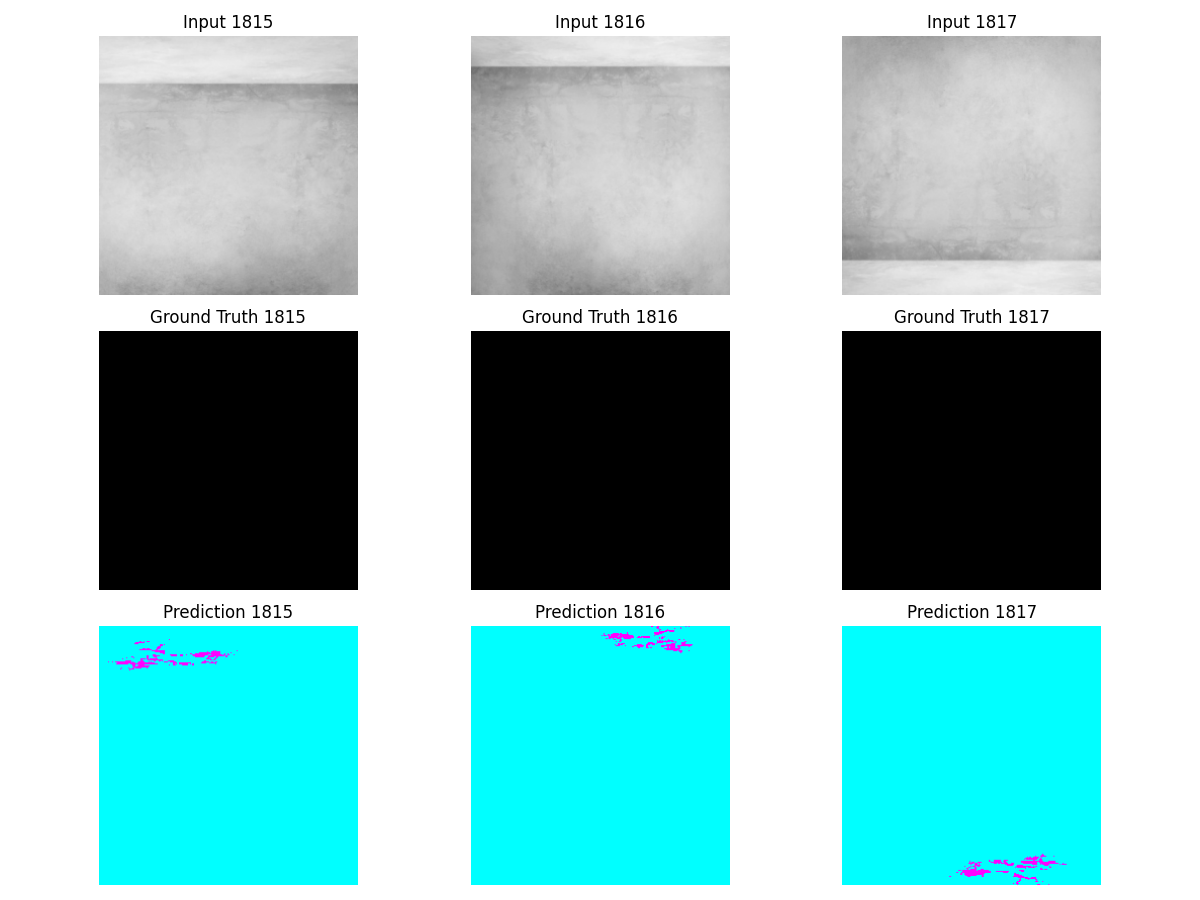 Input 1815
Input 1816
Input 1817
Ground Truth 1815
Ground Truth 1816
Ground Truth 1817
Prediction 1815
Prediction 1816
Prediction 1817